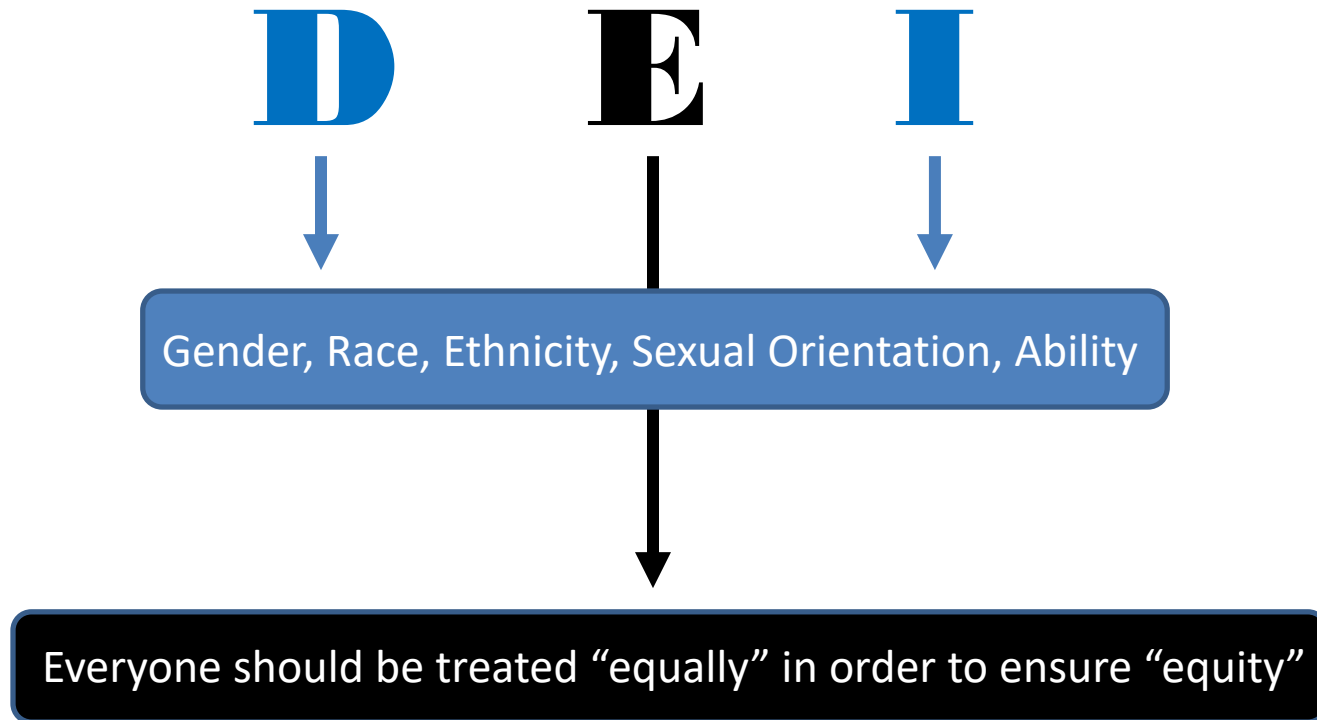 D E I
Gender, Race, Ethnicity, Sexual Orientation, Ability
Everyone should be treated “equally” in order to ensure “equity”